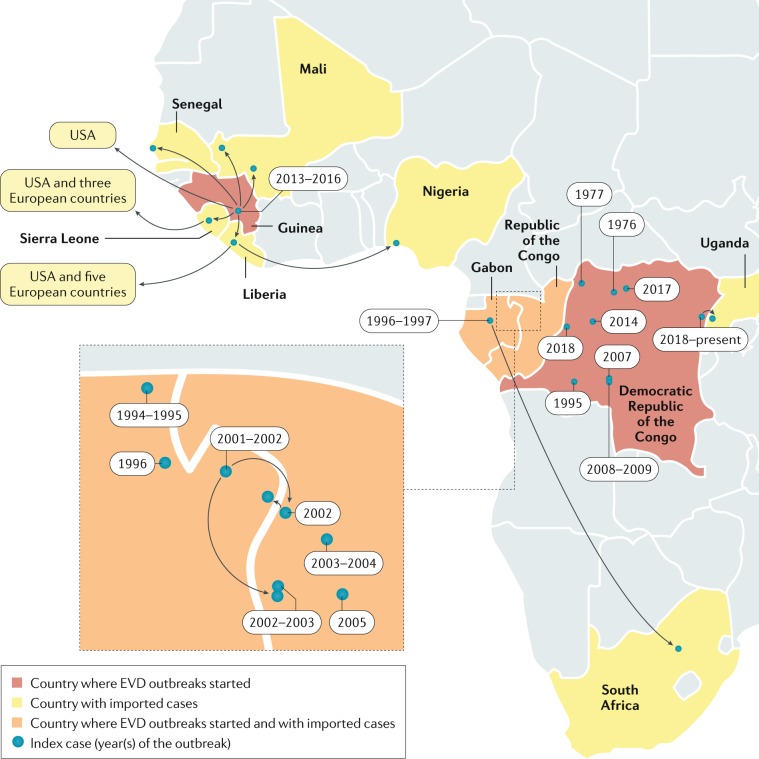 Mali
Senegal
USA
USA and three
European countries
2013–2016
Nigeria
1977
1976
Sierra Leone
Guinea
Republic
of the
Congo
Uganda
USA and five
European countries
Liberia
Gabon
2017
1996–1997
2014
2018
2018–present
2007
1995
Democratic
Republic
of the
Congo
2008–2009
1994–1995
2001–2002
1996
2002
2003–2004
2002–2003
2005
South
Africa
Country where EVD outbreaks started
Country with imported cases
Country where EVD outbreaks started and with imported cases
Index case (year(s) of the outbreak)